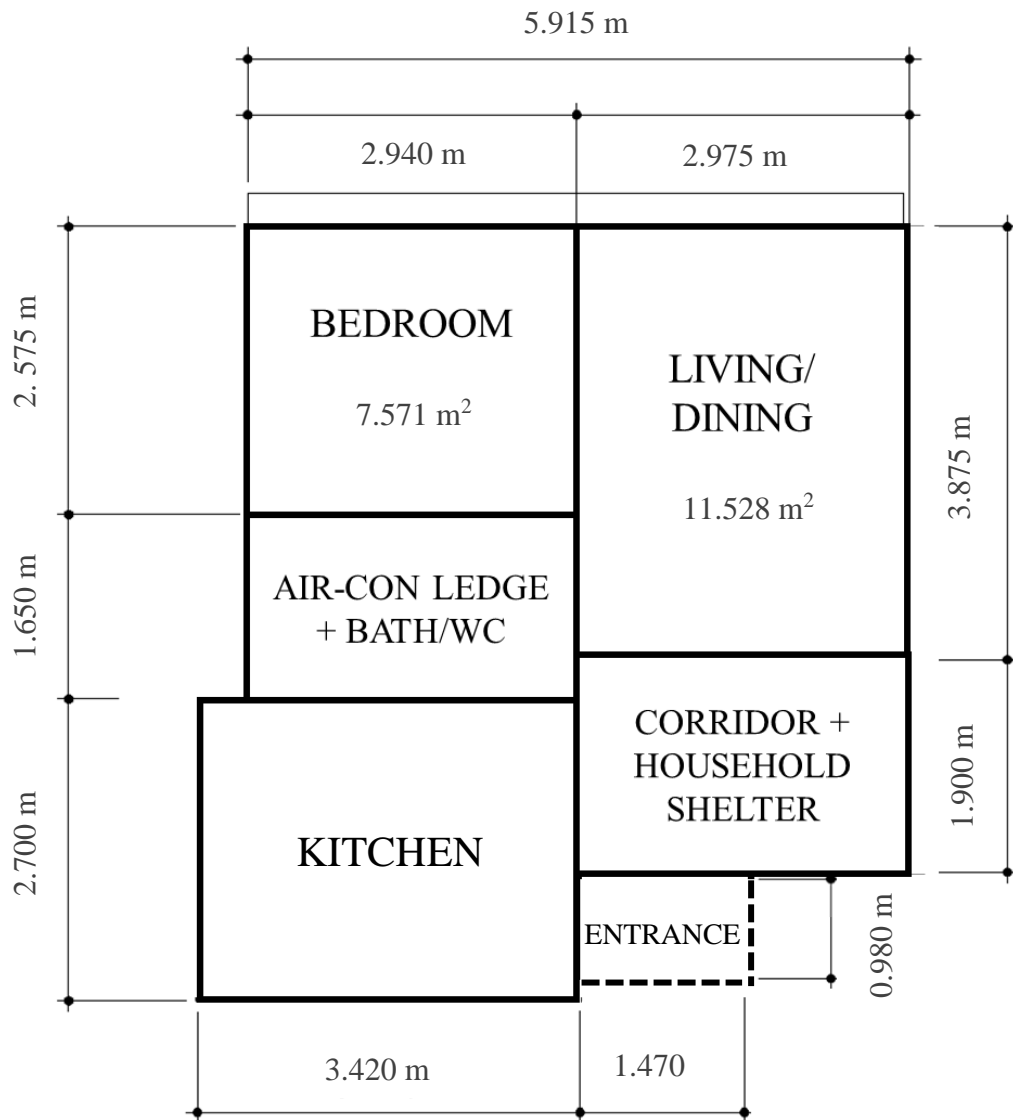 5.915 m
2.940 m
2.975 m
2. 575 m
BEDROOM
7.571 m²
LIVING/
DINING
11.528 m²
3.875 m
1.650 m
AIR-CON LEDGE
+ BATH/WC
CORRIDOR +
HOUSEHOLD
SHELTER
1.900 m
2.700 m
KITCHEN
ENTRANCE
0.980 m
3.420 m
1.470